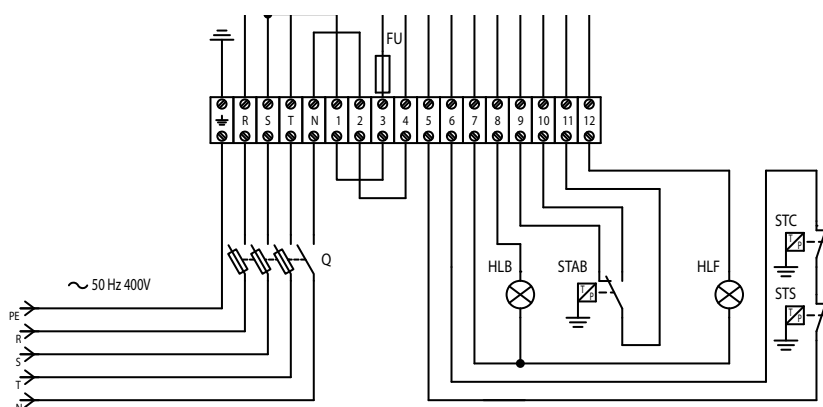 FU
R S T N 1 2 3 4 5 6 7 8 9 10 11 12
STC
T P
Q
HLB
STAB
T P
HLF
50 Hz 400V
STS
T P
PE
R
S
T
N